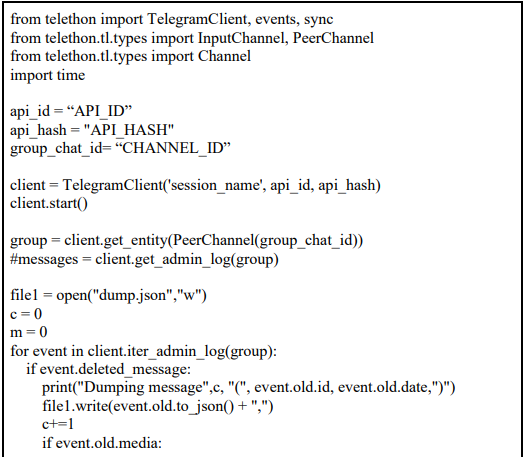 from telethon import TelegramClient, events, sync
from telethon.tl.types import InputChannel, PeerChannel
from telethon.tl.types import Channel
import time

api_id = “API_ID”
api_hash = "API_HASH"
group_chat_id= “CHANNEL_ID”

client = TelegramClient('session_name', api_id, api_hash)
client.start()

group = client.get_entity(PeerChannel(group_chat_id))
#messages = client.get_admin_log(group)

file1 = open("dump.json","w")
c = 0
m = 0
for event in client.iter_admin_log(group):
    if event.deleted_message:
        print("Dumping message",c, "(", event.old.id, event.old.date,")")
        file1.write(event.old.to_json() + ",")
        c+=1
        if event.old.media: